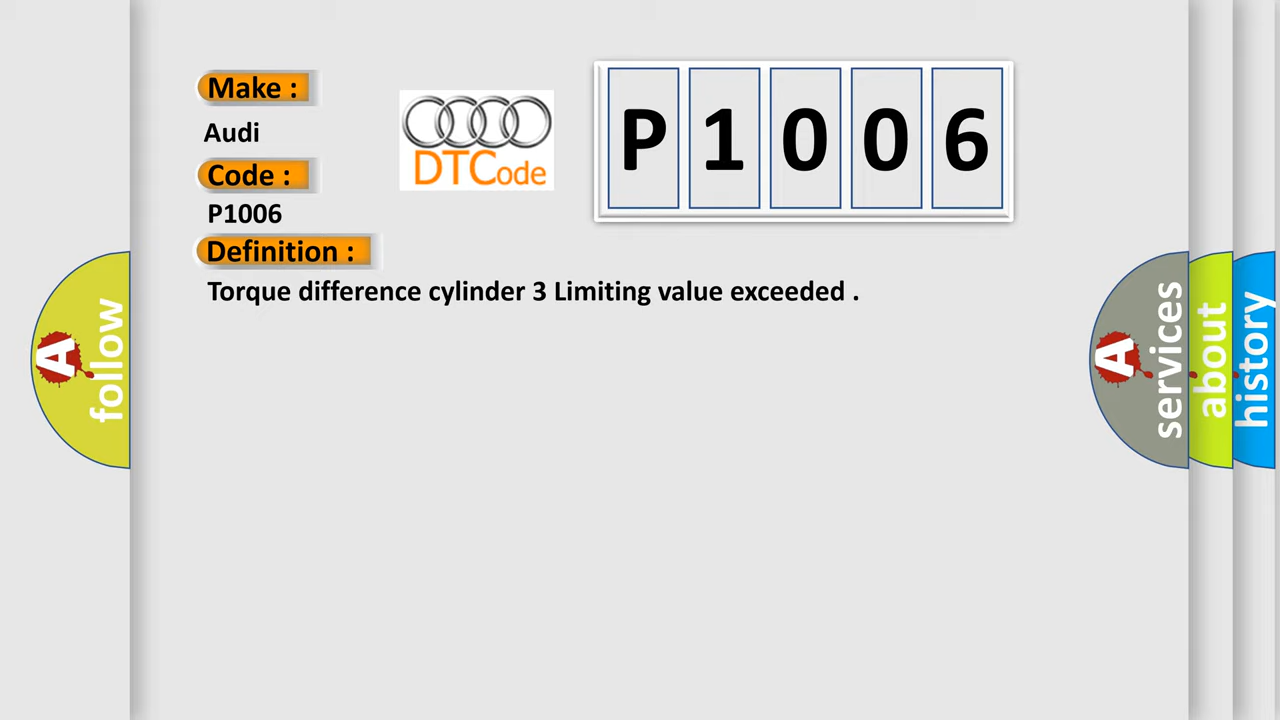 Make :
Audi
Code :
P1006
Definition :
Torque difference cylinder 3 Limiting value exceeded .
DTCode
P 1 0 0 6
A follow
A services
about
history